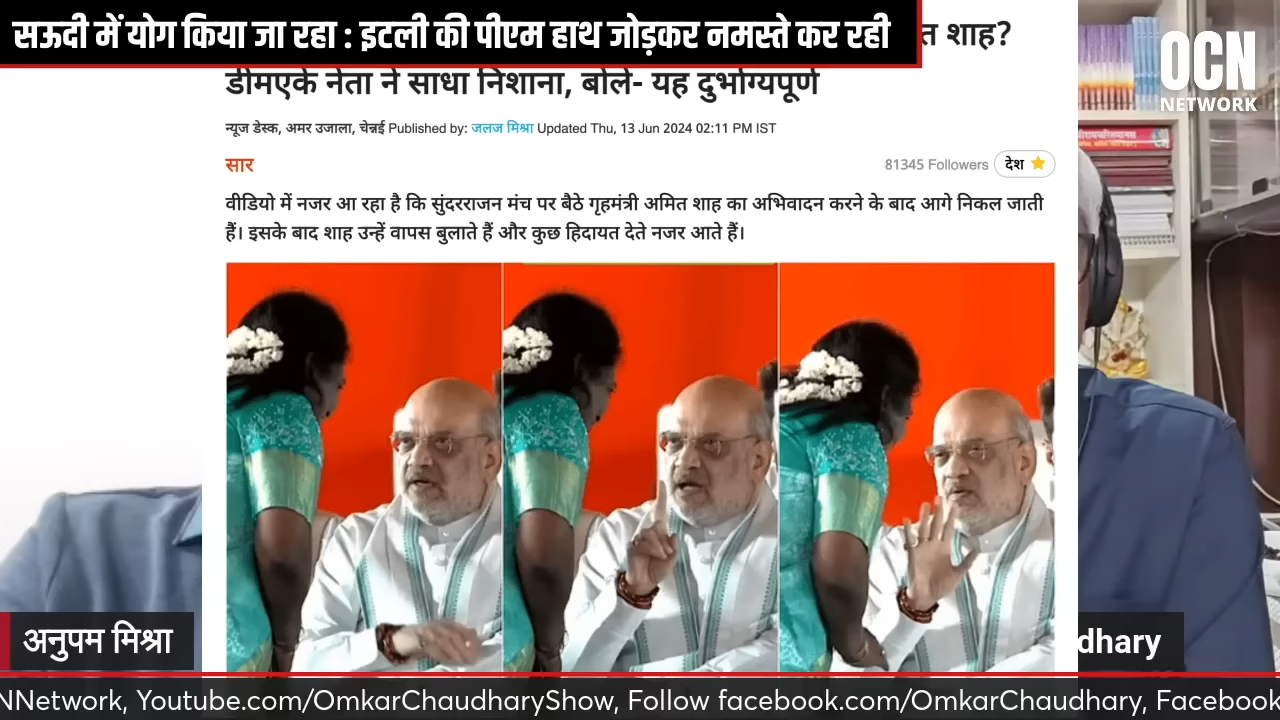 सऊदी में योग किया जा रहा : इटली की पीएम हाथ जोड़कर नमस्ते कर रही
त शाह?
OCN
NETWORK
डीमएके नेता ने साधा निशाना, बोले- यह दुर्भाग्यपूर्ण
न्यूज डेस्क, अमर उजाला, चेन्नई Published by: जलज मिश्रा Updated Thu, 13 Jun 2024 02:11 PM IST
सार
81345 Followers देश
वीडियो में नजर आ रहा है कि सुंदरराजन मंच पर बैठे गृहमंत्री अमित शाह का अभिवादन करने के बाद आगे निकल जाती
हैं। इसके बाद शाह उन्हें वापस बुलाते हैं और कुछ हिदायत देते नजर आते हैं।
अनुपम मिश्रा
dhary
NNetwork, Youtube.com/OmkarChaudharyShow, Follow facebook.com/OmkarChaudhary, Facebook